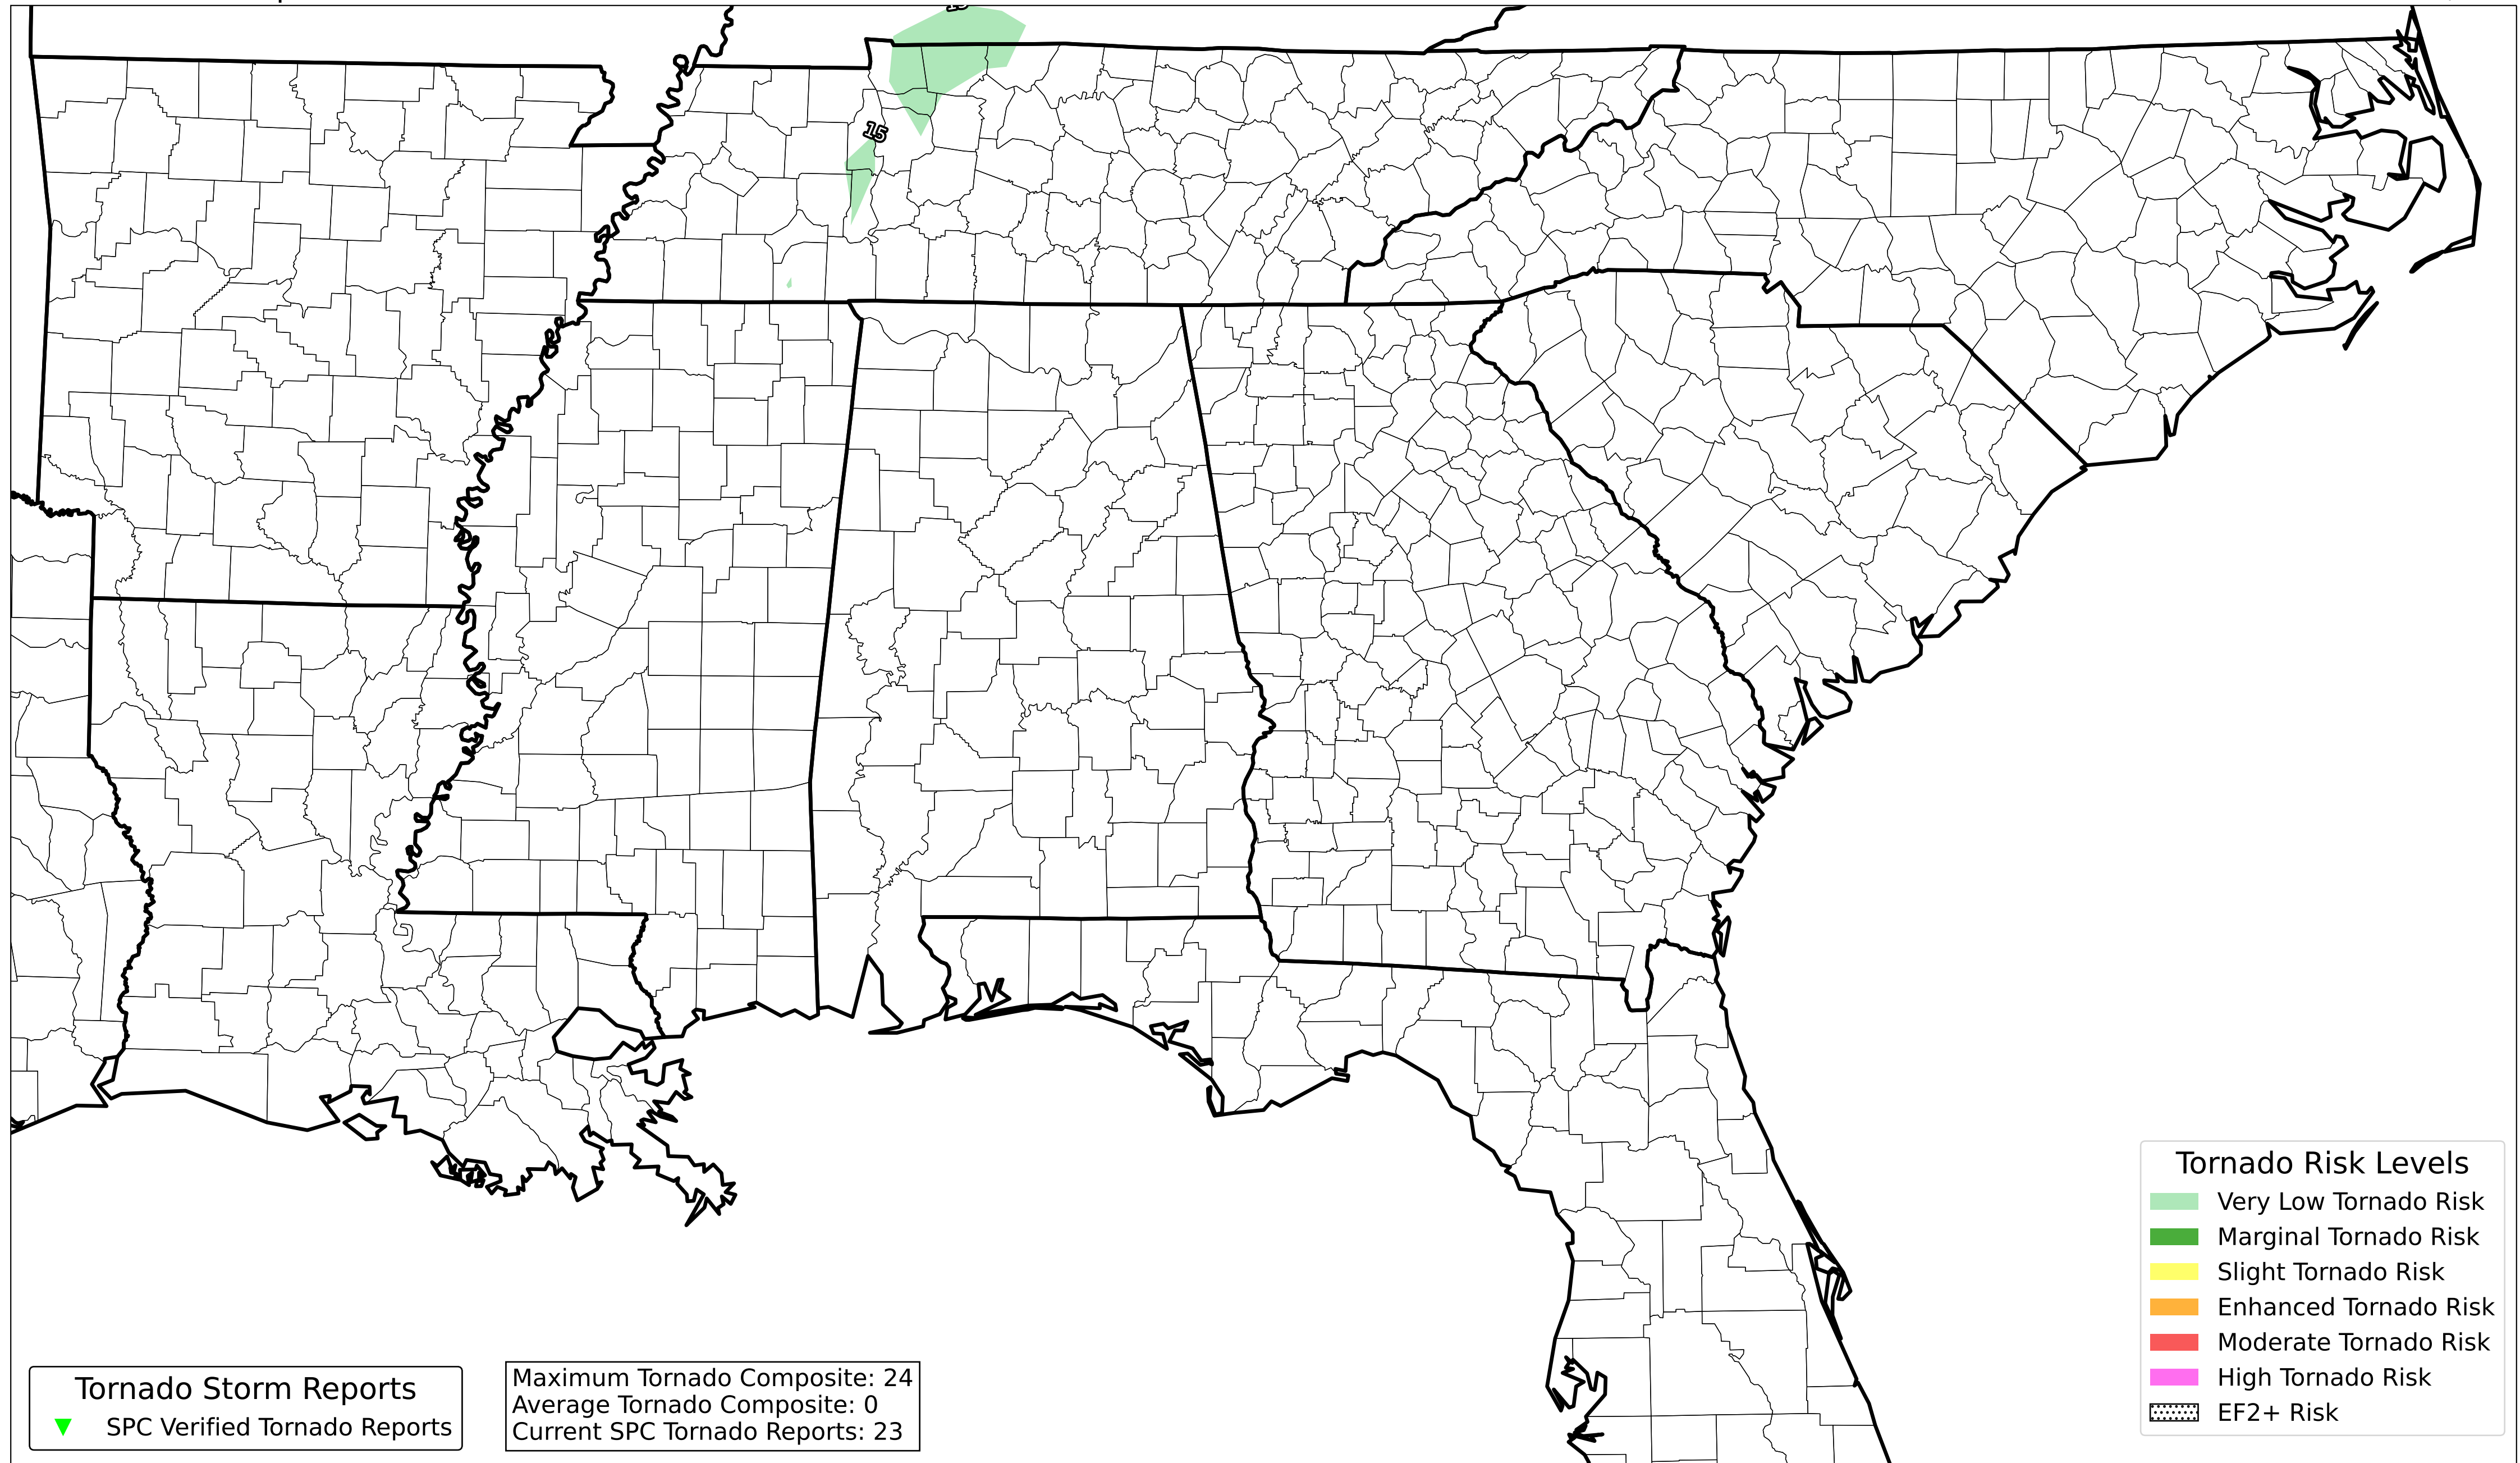 15
Tornado Risk Levels
Very Low Tornado Risk
Marginal Tornado Risk
Slight Tornado Risk
Enhanced Tornado Risk
Moderate Tornado Risk
High Tornado Risk
EF2+ Risk
Tornado Storm Reports
SPC Verified Tornado Reports
Maximum Tornado Composite: 24
Average Tornado Composite: 0
Current SPC Tornado Reports: 23